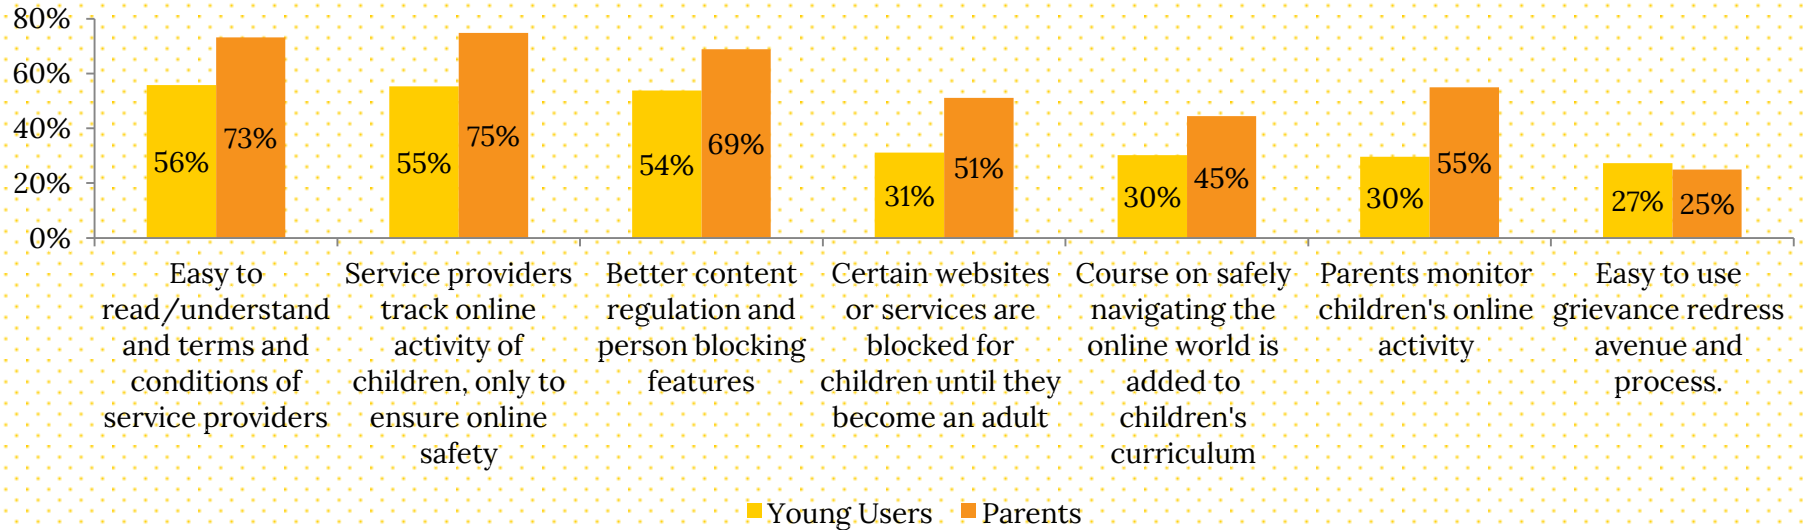 80%
60%
40%
20%
0%
56%
73%
55%
75%
54%
69%
31%
51%
30%
45%
30%
55%
27%
25%
Easy to
read/understand
and terms and
conditions of
service providers
Service providers
track online
activity of
children, only to
ensure online
safety
Better content
regulation and
person blocking
features
Certain websites
or services are
blocked for
children until they
become an adult
Course on safely
navigating the
online world is
added to
children's
curriculum
Parents monitor
children's online
activity
Easy to use
grievance redress
avenue and
process.
Young Users
Parents